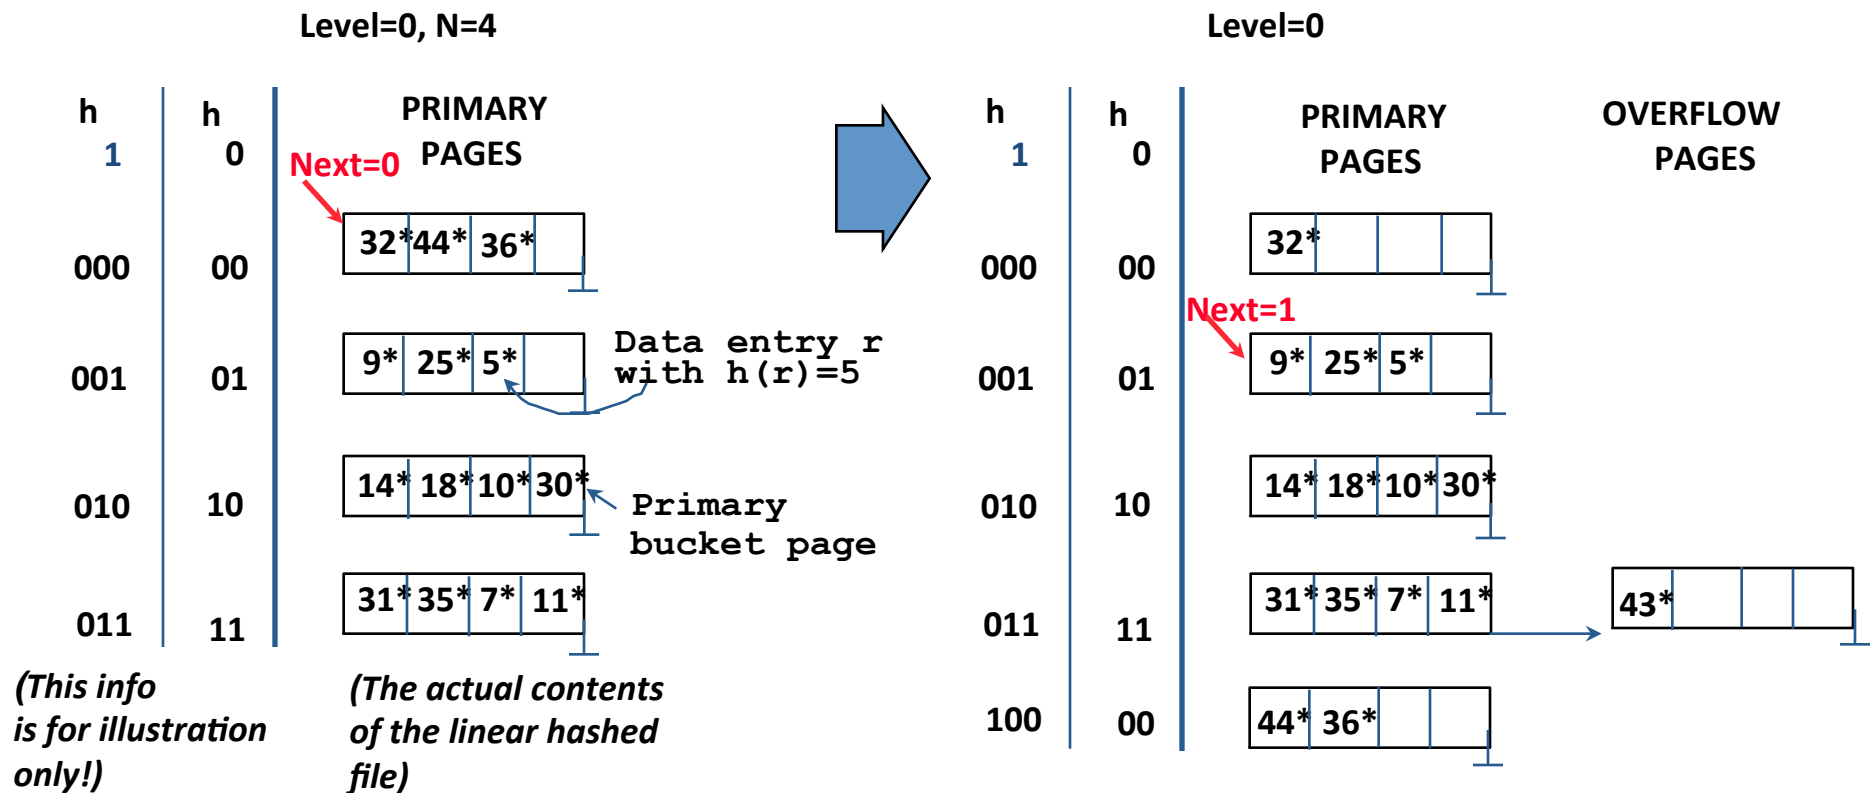 Level=0, N=4
h
1
h
0
PRIMARY
PAGES
Next=0
000
00
32* 44* 36*
001
01
9* 25* 5*
Data entry r
with h(r)=5
010
10
14* 18* 10* 30*
Primary
bucket page
011
11
31* 35* 7* 11*
(This info
is for illustration
only!)
(The actual contents
of the linear hashed
file)
Level=0
h
1
h
0
PRIMARY
PAGES
OVERFLOW
PAGES
000
00
32*
Next=1
001
01
9* 25* 5*
010
10
14* 18* 10* 30*
011
11
31* 35* 7* 11*
43*
100
00
44* 36*